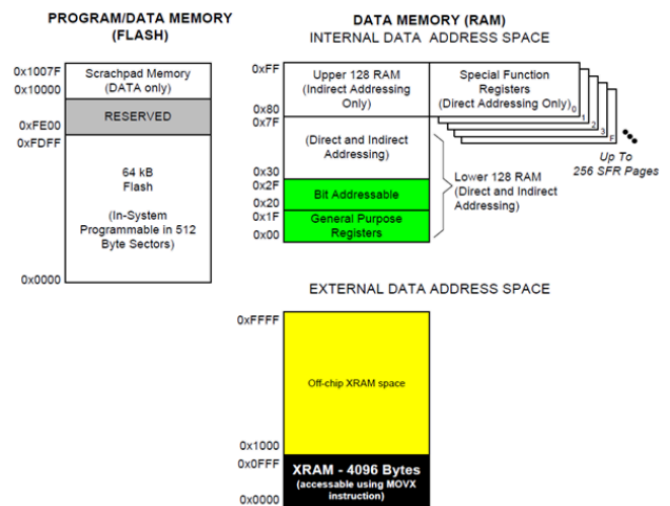 PROGRAM/DATA MEMORY
(FLASH)
0x1007F
0x10000
Scrachpad Memory
(DATA only)
RESERVED
0xFE00
0xFDFF
64 kB
Flash
(In-System
Programmable in 512
Byte Sectors)
0x0000
DATA MEMORY (RAM)
INTERNAL DATA ADDRESS SPACE
0xFF
Upper 128 RAM
(Indirect Addressing
Only)
0x80
Special Function
Registers
(Direct Addressing Only)
0
1
2
3
F
Up To
256 SFR Pages
0x7F
(Direct and Indirect
Addressing)
0x30
Lower 128 RAM
(Direct and Indirect
Addressing)
0x2F
Bit Addressable
0x20
0x1F
General Purpose
Registers
0x00
EXTERNAL DATA ADDRESS SPACE
0xFFFF
Off-chip XRAM space
0x1000
0x0FFF
XRAM - 4096 Bytes
(accessable using MOVX
instruction)
0x0000